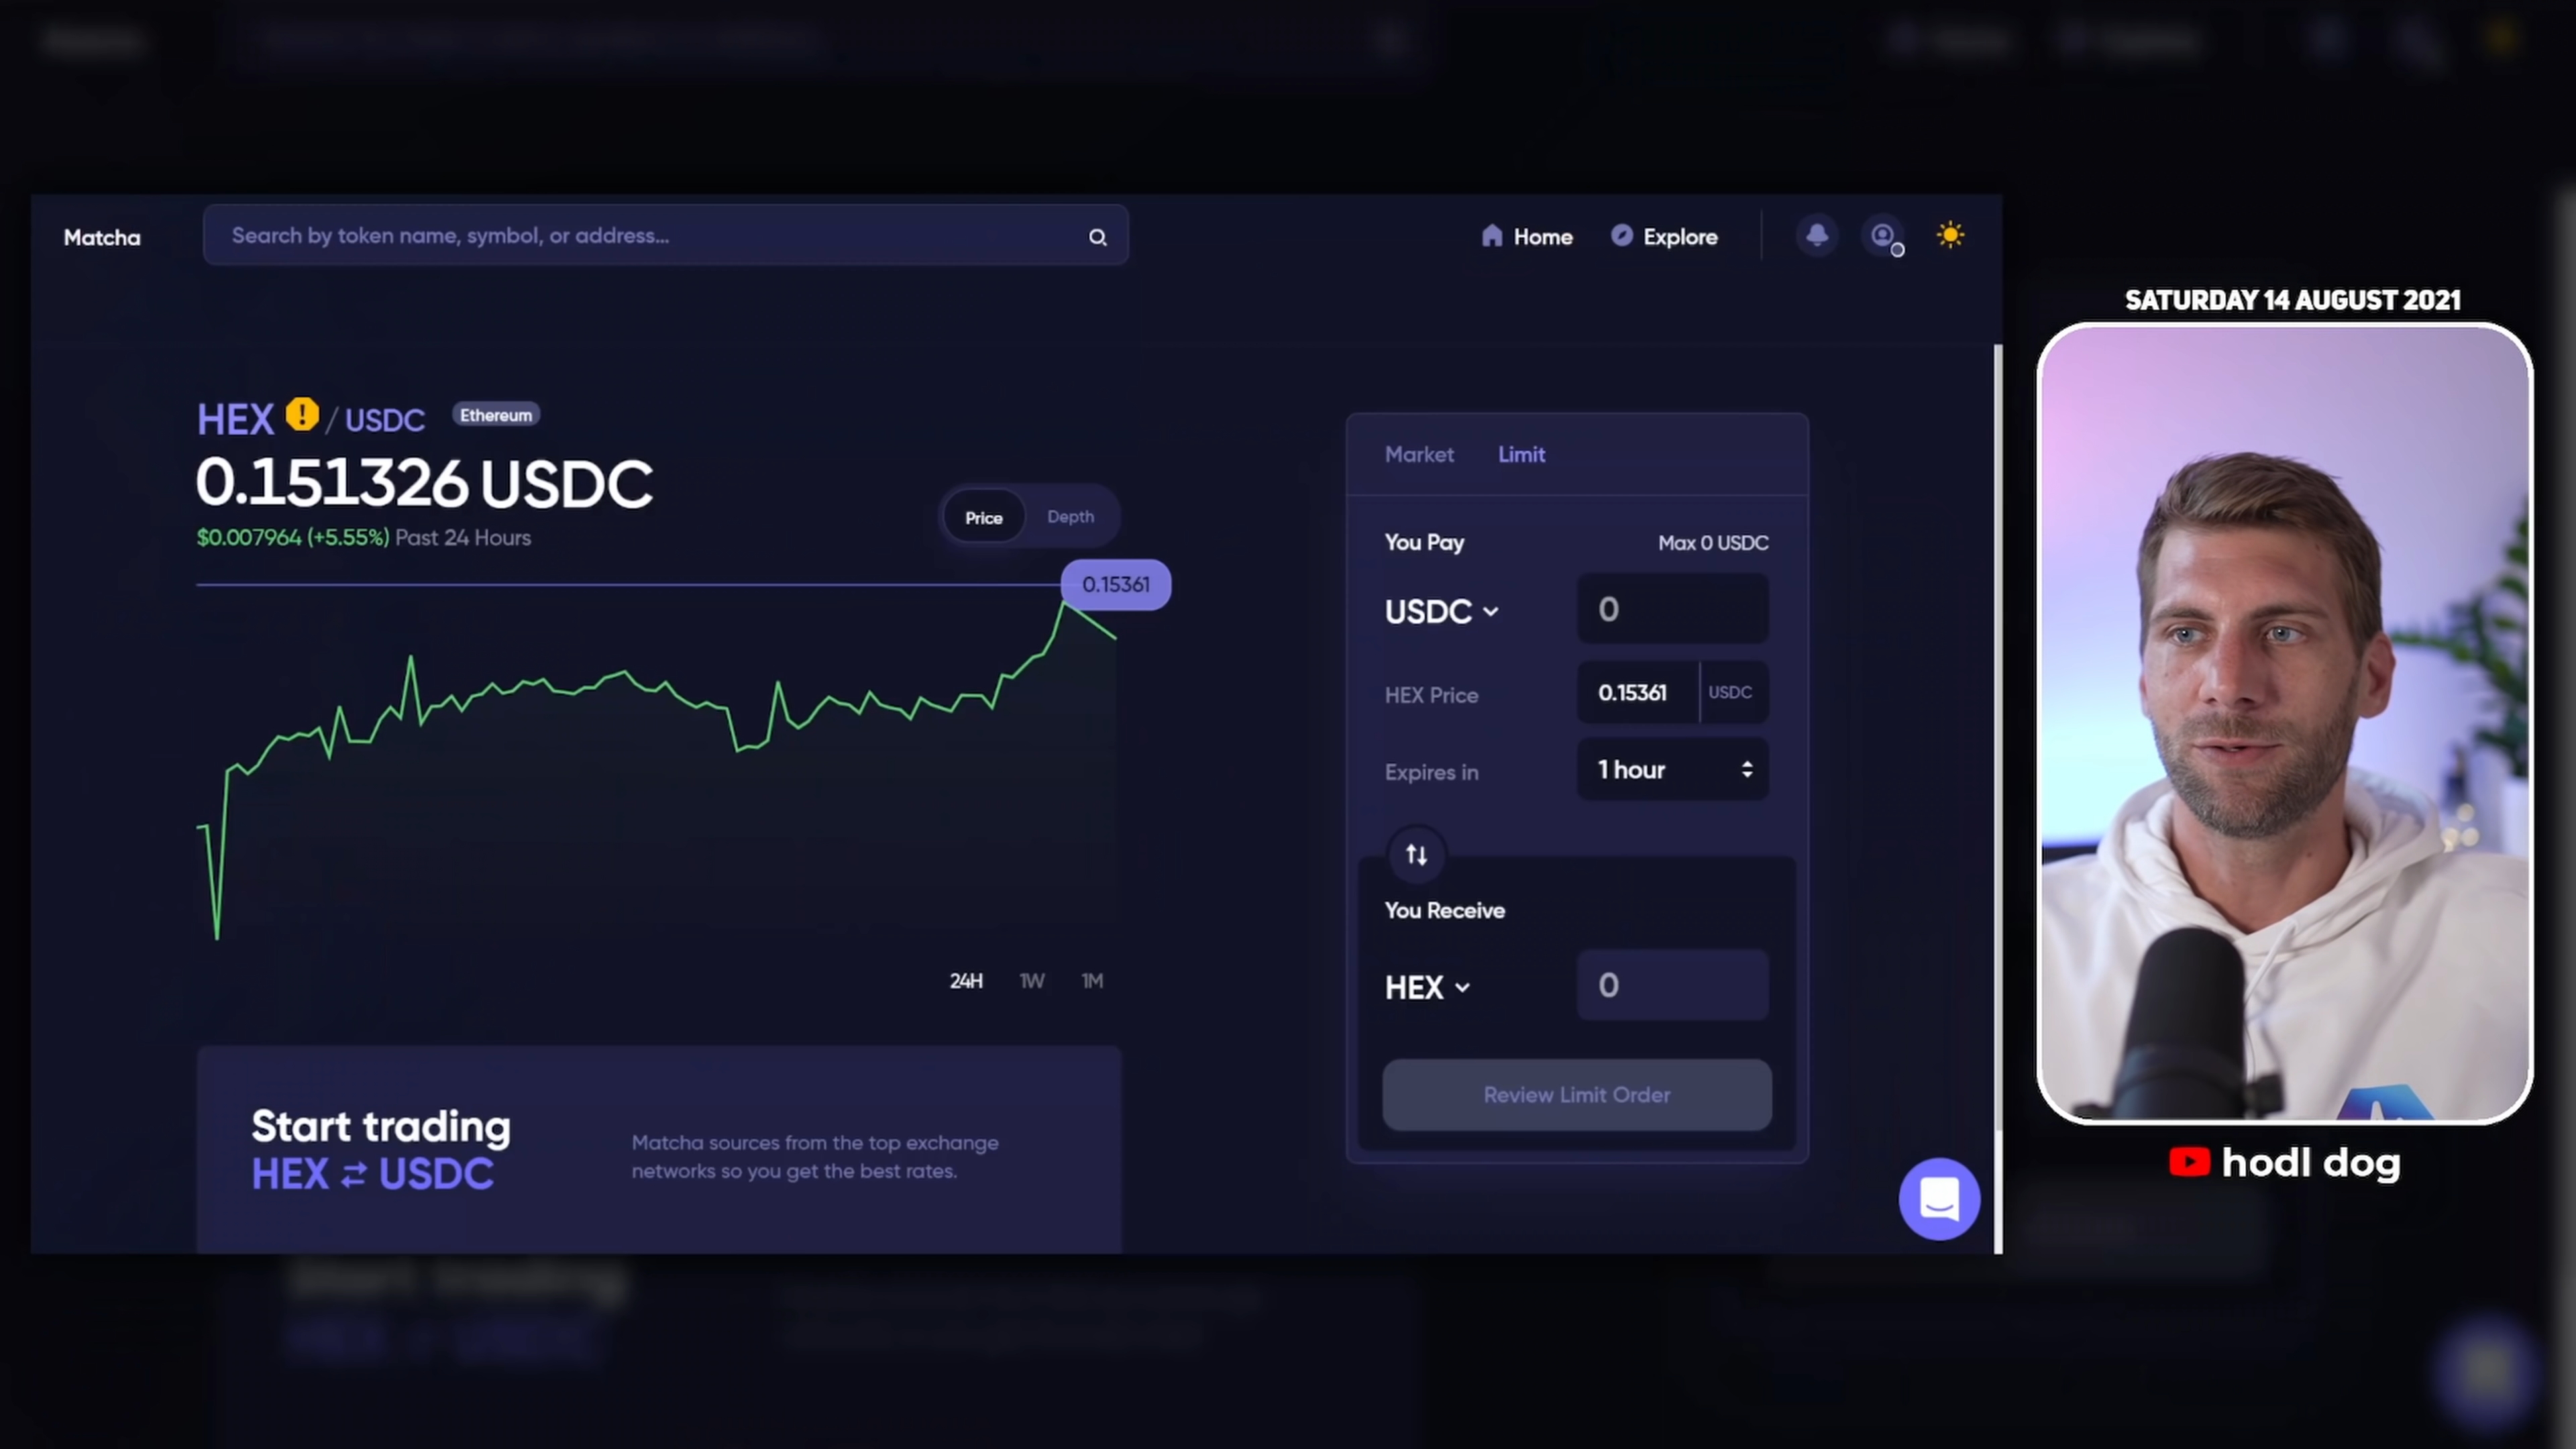 Matcha
Search by token name, symbol, or address...
Home
Explore
HEX ! / USDC Ethereum
0.151326 USDC
$0.007964 (+5.55%) Past 24 Hours
Price
Depth
0.15361
24H 1W 1M
Start trading
HEX ⇄ USDC
Matcha sources from the top exchange
networks so you get the best rates.
Market Limit
You Pay Max 0 USDC
USDC 0
HEX Price 0.15361 USDC
Expires in 1 hour
You Receive
HEX 0
Review Limit Order
SATURDAY 14 AUGUST 2021
hodl dog
Start trading